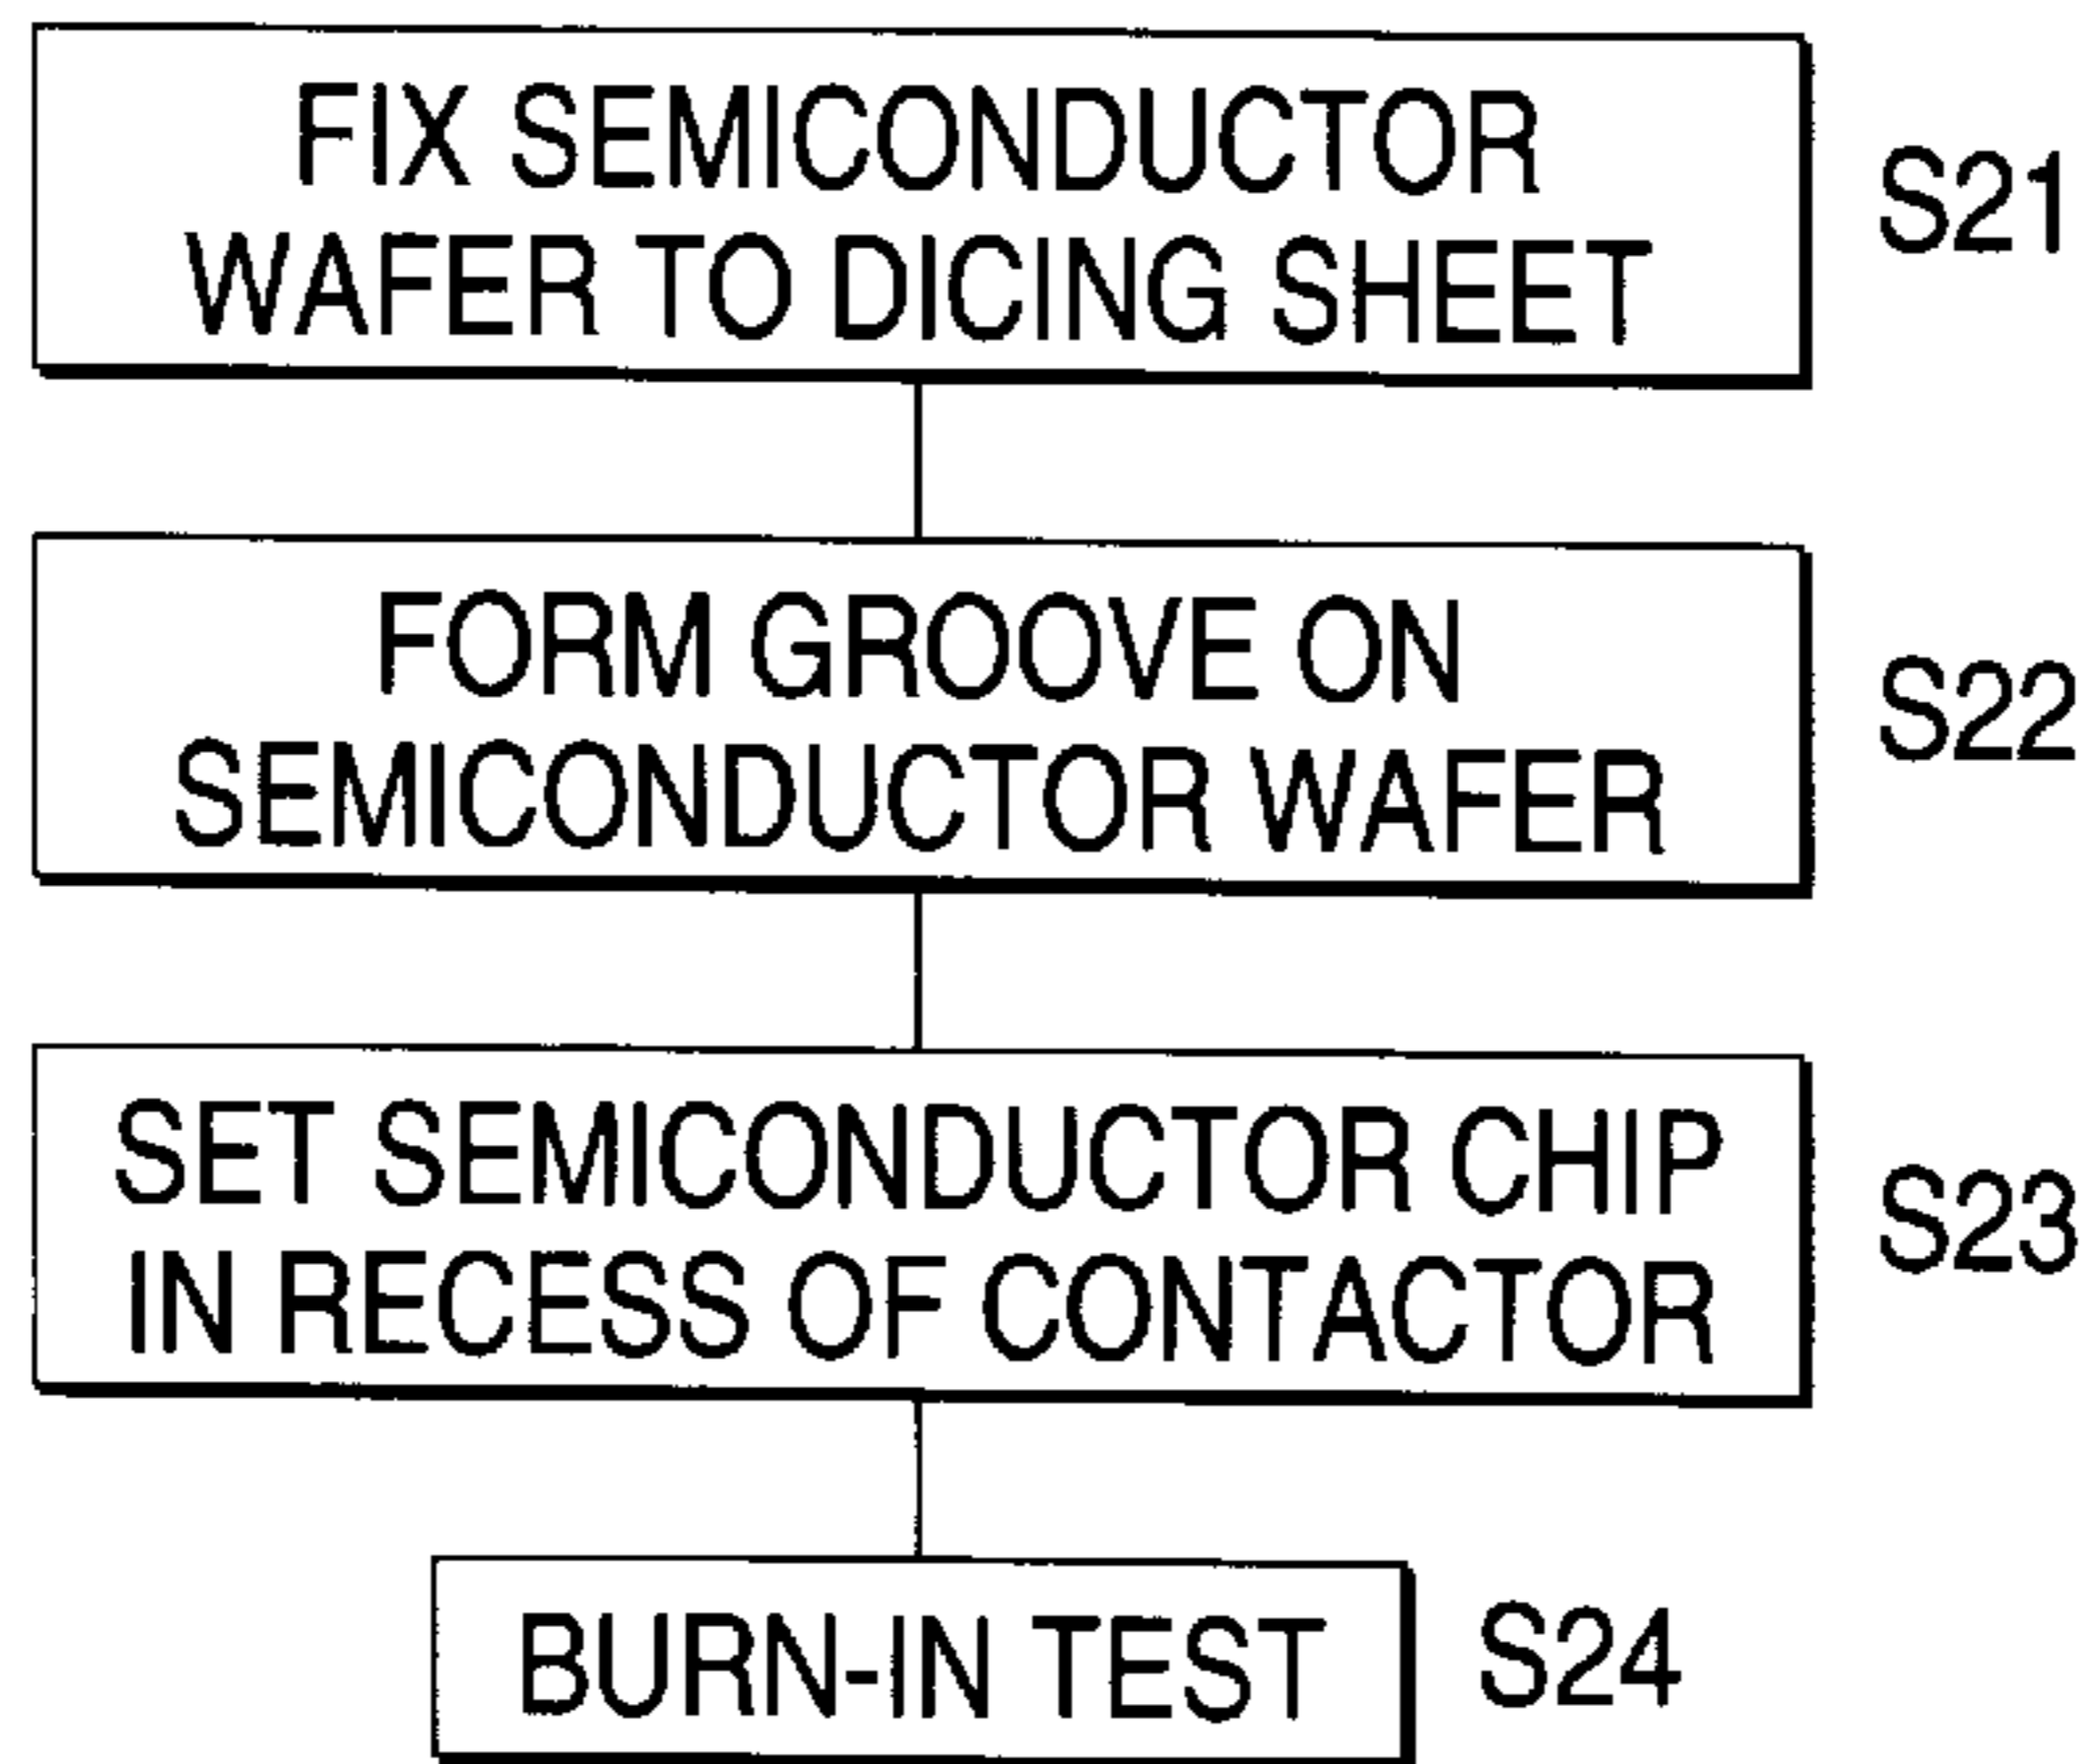 FIX SEMICONDUCTOR
WAFER TO DICING SHEET
S21
FORM GROOVE ON
SEMICONDUCTOR WAFER
S22
SET SEMICONDUCTOR CHIP
IN RECESS OF CONTACTOR
S23
BURN-IN TEST
S24